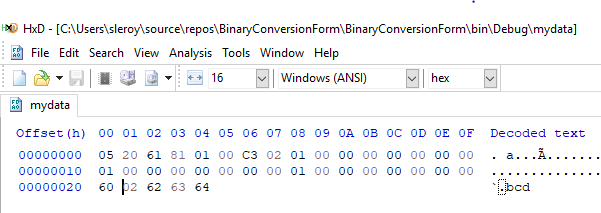 HxD - [C:\Users\sleroy\source\repos\BinaryConversionForm\BinaryConversionForm\bin\Debug\mydata]
File Edit Search View Analysis Tools Window Help
16 Windows (ANSI) hex
mydata
Offset(h) 00 01 02 03 04 05 06 07 08 09 0A 0B 0C 0D 0E 0F Decoded text
00000000 05 20 61 81 01 00 C3 02 01 00 00 00 00 00 00 00 . a...Ã.......
00000010 01 00 00 00 00 00 00 01 00 00 00 00 00 00 00 00 ..............
00000020 60 02 62 63 64 `.bcd